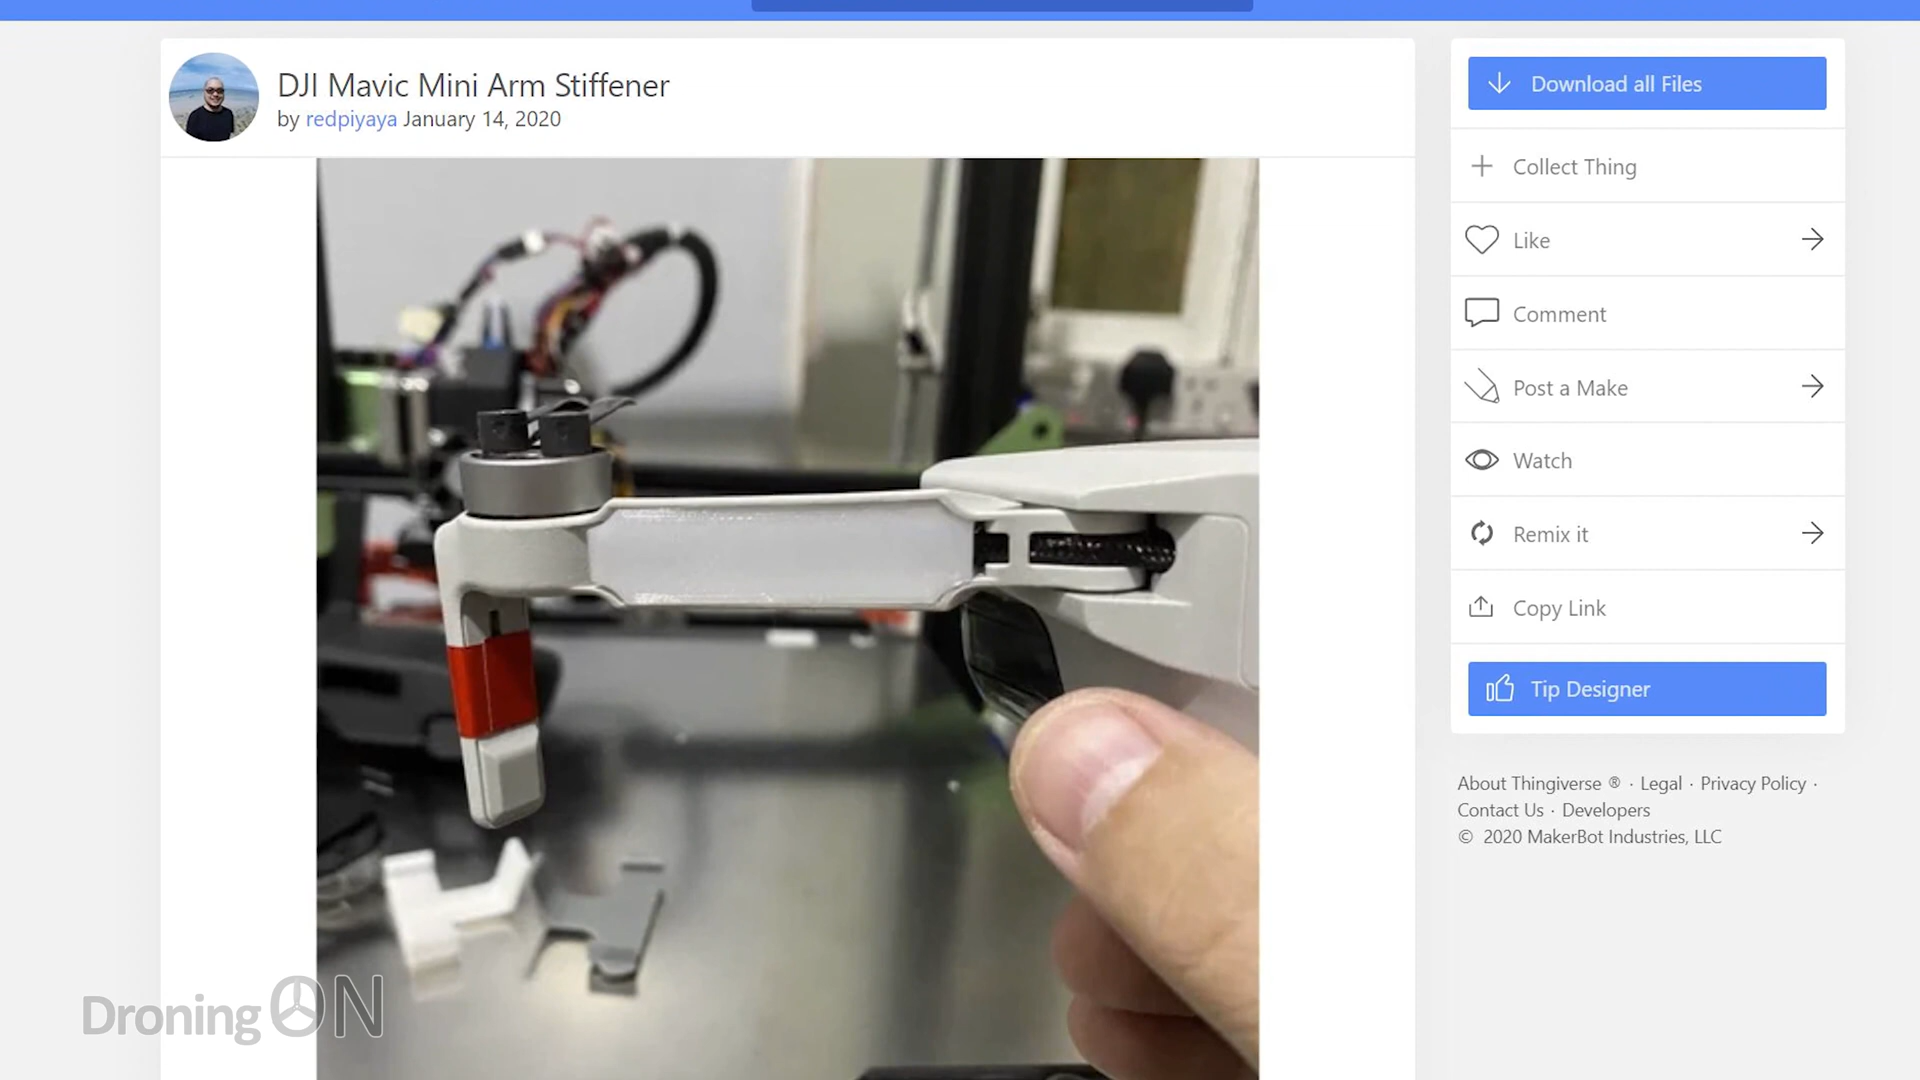 DJI Mavic Mini Arm Stiffener
by redpiyaya January 14, 2020
Download all Files
Collect Thing
Like
Comment
Post a Make
Watch
Remix it
Copy Link
Tip Designer
About Thingiverse ® · Legal · Privacy Policy ·
Contact Us · Developers
© 2020 MakerBot Industries, LLC
DroningON